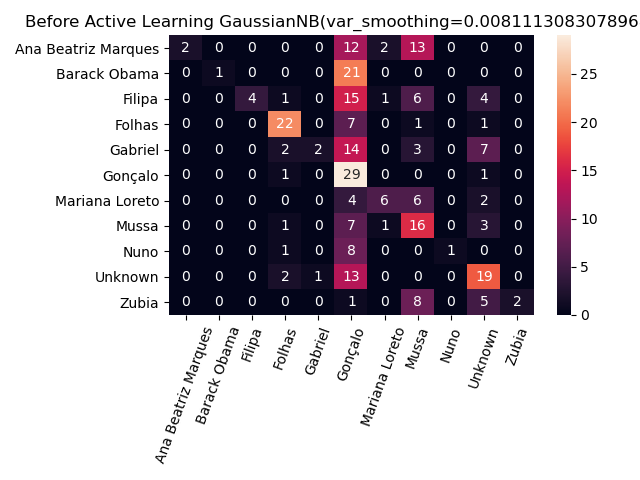 Before Active Learning GaussianNB(var_smoothing=0.008111308307896
Ana Beatriz Marques 2 0 0 0 0 12 2 13 0 0 0
Barack Obama 0 1 0 0 0 21 0 0 0 0 0
Filipa 0 0 4 1 0 15 1 6 0 4 0
Folhas 0 0 0 22 0 7 0 1 0 1 0
Gabriel 0 0 0 2 2 14 0 3 0 7 0
Gonçalo 0 0 0 1 0 29 0 0 0 1 0
Mariana Loreto 0 0 0 0 0 4 6 6 0 2 0
Mussa 0 0 0 1 0 7 1 16 0 3 0
Nuno 0 0 0 1 0 8 0 0 1 0 0
Unknown 0 0 0 2 1 13 0 0 0 19 0
Zubia 0 0 0 0 0 1 0 8 0 5 2
Ana Beatriz Marques
Barack Obama
Filipa
Folhas
Gabriel
Gonçalo
Mariana Loreto
Mussa
Nuno
Unknown
Zubia
25
20
15
10
5
0